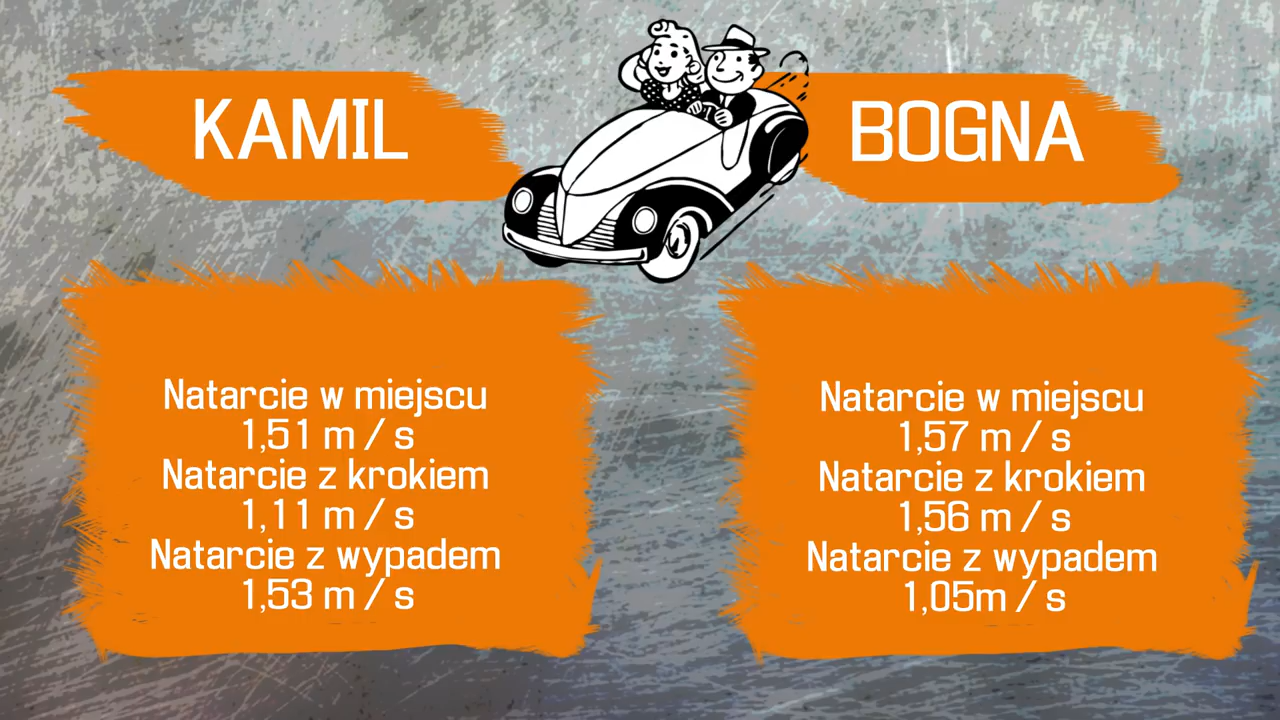 KAMIL
BOGNA
Natarcie w miejscu
1,51 m / s
Natarcie z krokiem
1,11 m / s
Natarcie z wypadem
1,53 m / s
Natarcie w miejscu
1,57 m / s
Natarcie z krokiem
1,56 m / s
Natarcie z wypadem
1,05m / s